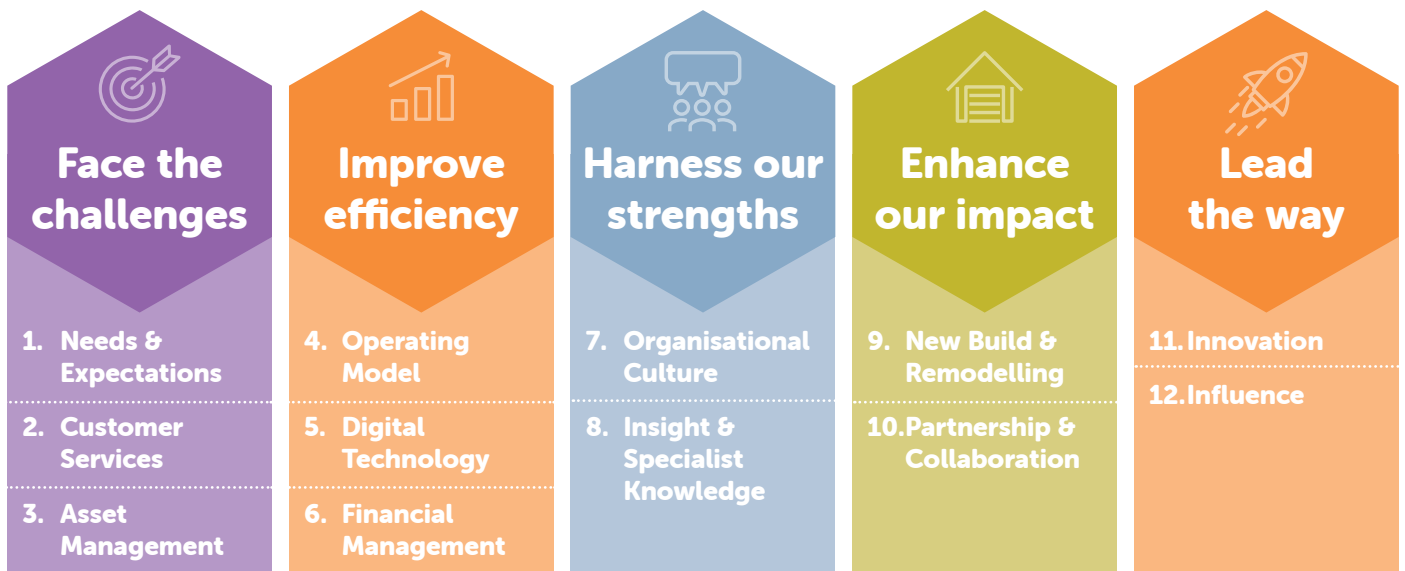 Face the
challenges
1. Needs &
Expectations
2. Customer
Services
3. Asset
Management
Improve
efficiency
4. Operating
Model
5. Digital
Technology
6. Financial
Management
Harness our
strengths
7. Organisational
Culture
8. Insight &
Specialist
Knowledge
Enhance
our impact
9. New Build &
Remodelling
10.Partnership &
Collaboration
Lead
the way
11.Innovation
12.Influence